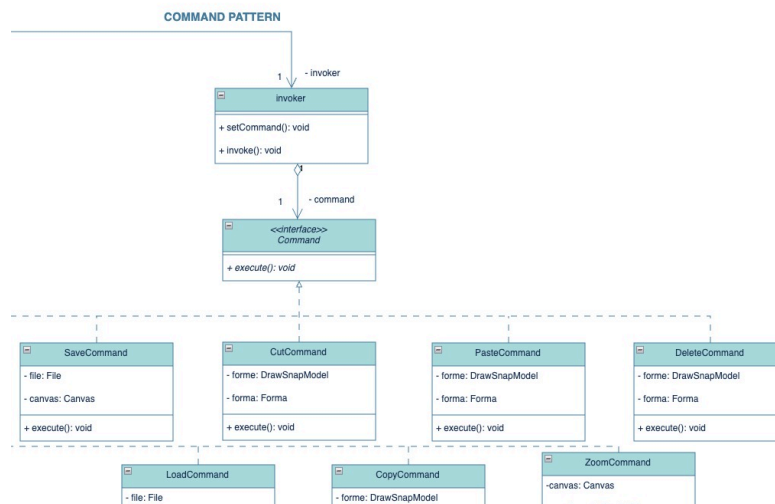 COMMAND PATTERN
- invoker
1
invoker
+ setCommand(): void
+ invoke(): void
1
- command
1
<<interface>>
Command
+ execute(): void
SaveCommand
- file: File
- canvas: Canvas
+ execute(): void
CutCommand
- forme: DrawSnapModel
- forma: Forma
+ execute(): void
PasteCommand
- forme: DrawSnapModel
- forma: Forma
+ execute(): void
DeleteCommand
- forme: DrawSnapModel
- forma: Forma
+ execute(): void
LoadCommand
- file: File
CopyCommand
- forme: DrawSnapModel
ZoomCommand
-canvas: Canvas